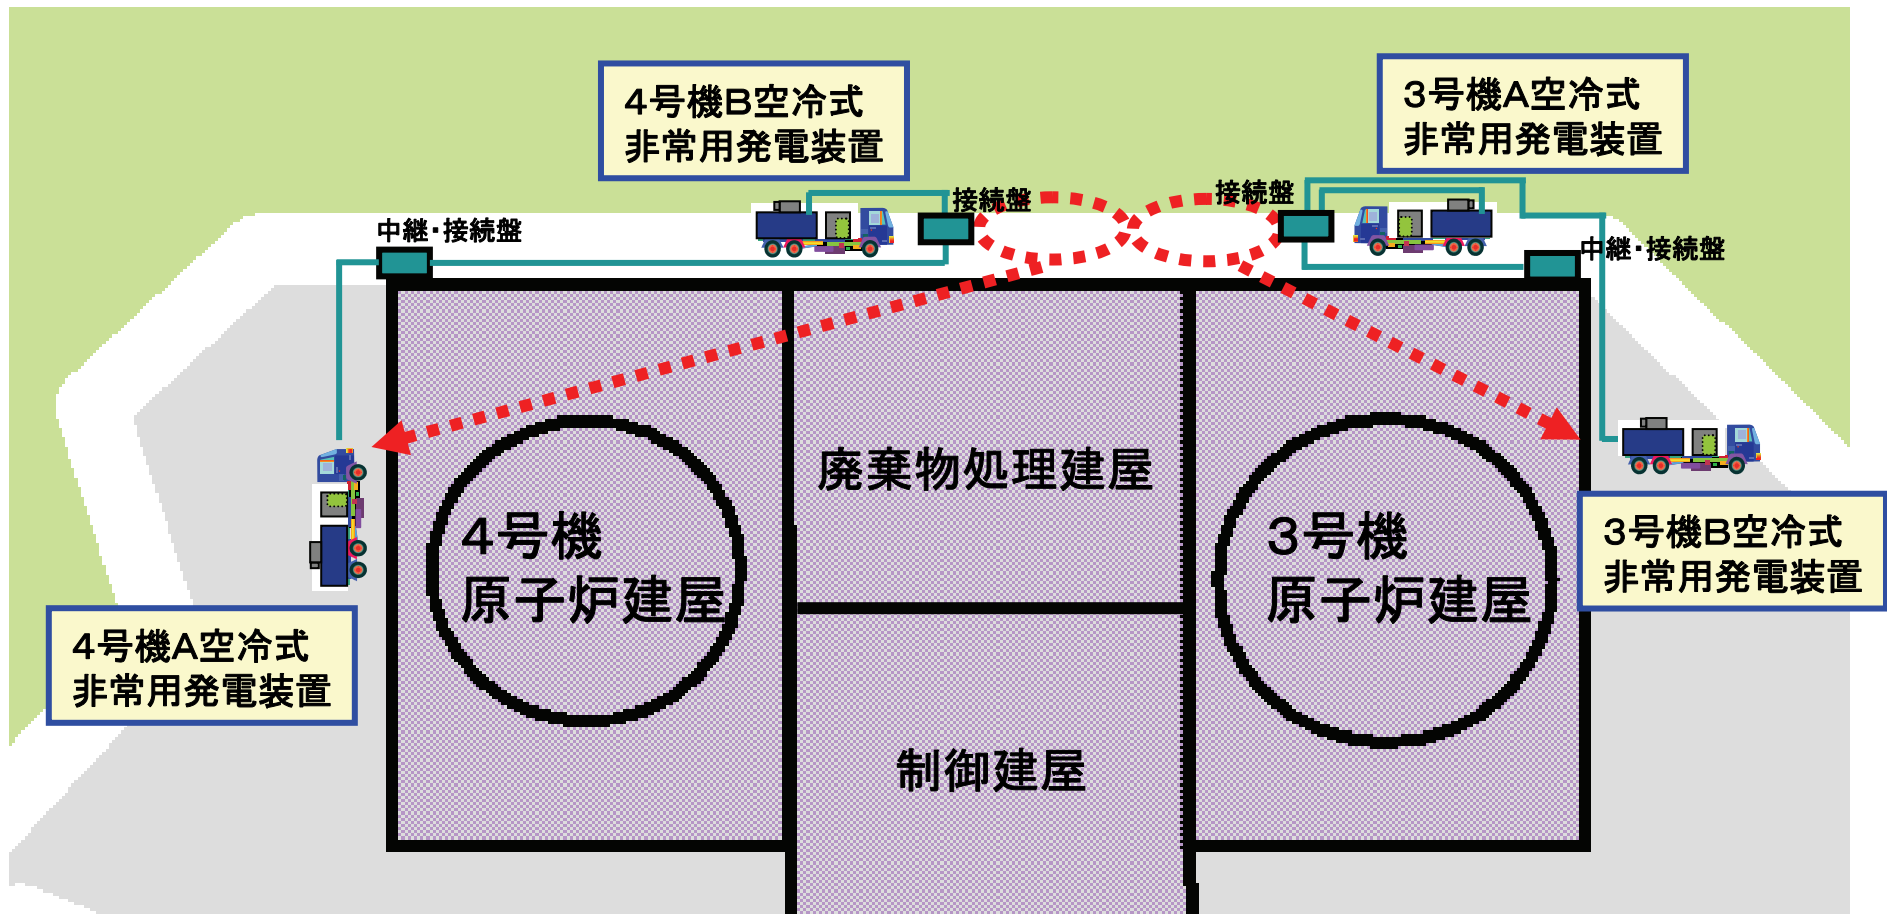 4号機B空冷式
非常用発電装置
3号機A空冷式
非常用発電装置
接続盤
接続盤
中継・接続盤
中継・接続盤
廃棄物処理建屋
4号機
原子炉建屋
3号機
原子炉建屋
3号機B空冷式
非常用発電装置
4号機A空冷式
非常用発電装置
制御建屋